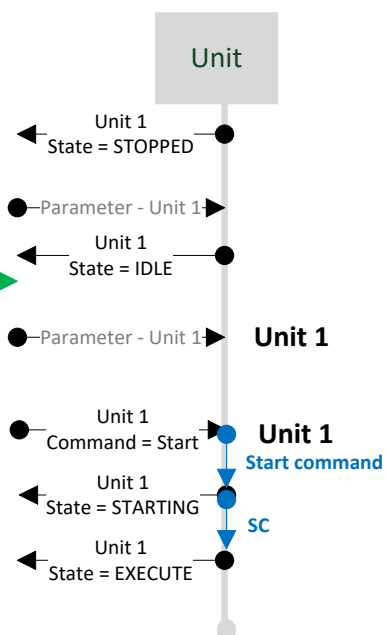 Unit
Unit 1
State = STOPPED
Parameter - Unit 1
Unit 1
State = IDLE
Parameter - Unit 1
Unit 1
Unit 1
Command = Start
Unit 1
Start command
Unit 1
State = STARTING
SC
Unit 1
State = EXECUTE